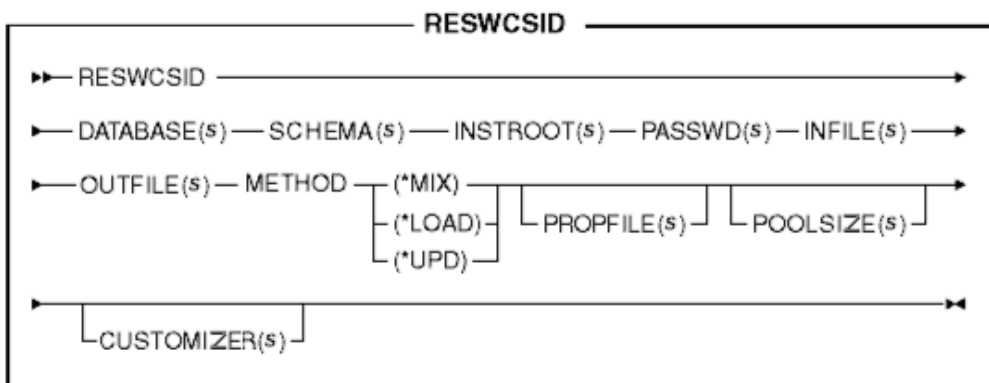 RESWCSID
RESWCSID
DATABASE(s) SCHEMA(s) INSTROOT(s) PASSWD(s) INFILE(s)
OUTFILE(s) METHOD (*MIX)
(*LOAD) PROPFILE(s) POOLSIZE(s)
(*UPD)
CUSTOMIZER(s)